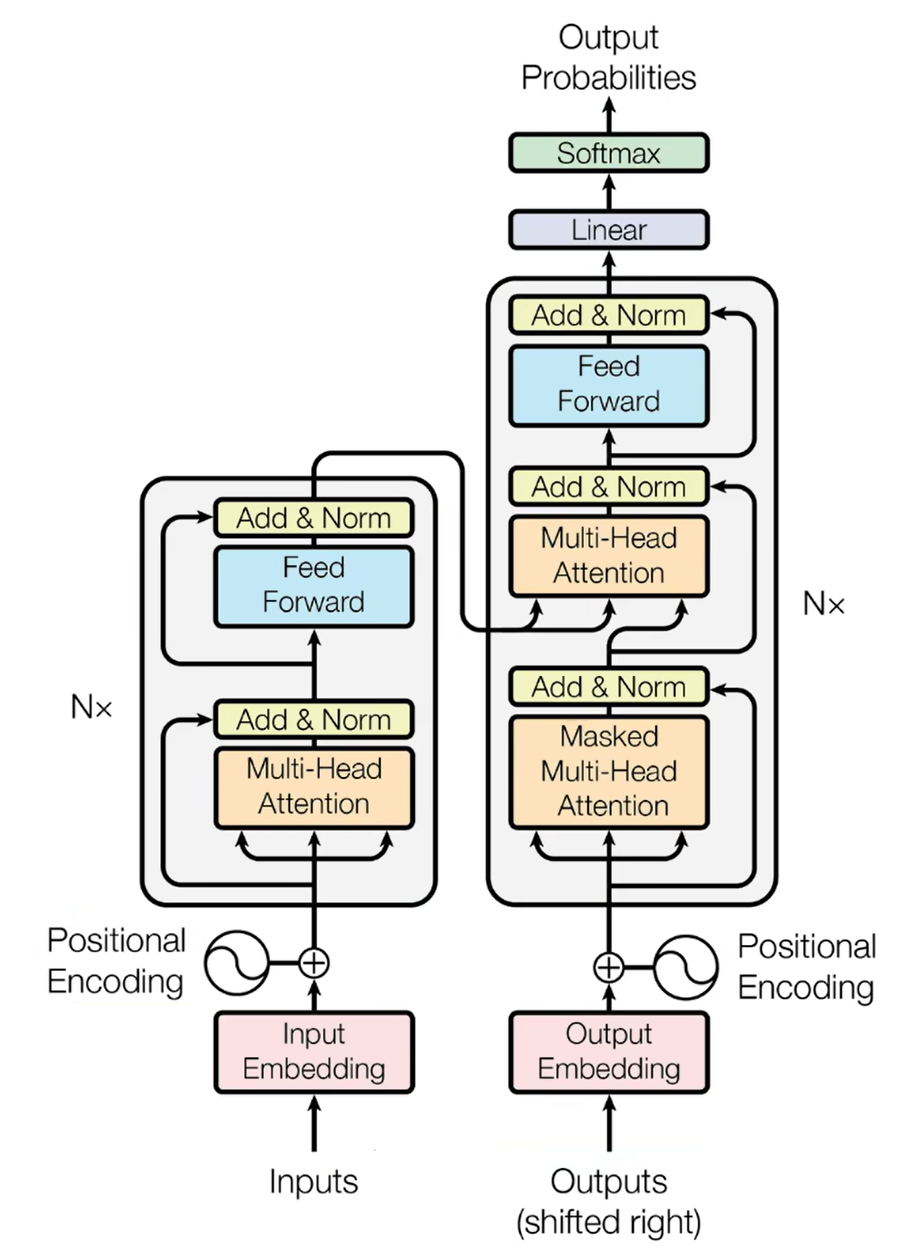 Output
Probabilities
Softmax
Linear
Add & Norm
Feed
Forward
Add & Norm
Multi-Head
Attention
Nx
Add & Norm
Masked
Multi-Head
Attention
Add & Norm
Feed
Forward
Nx
Add & Norm
Multi-Head
Attention
Positional
Encoding
Positional
Encoding
Input
Embedding
Output
Embedding
Inputs
Outputs
(shifted right)